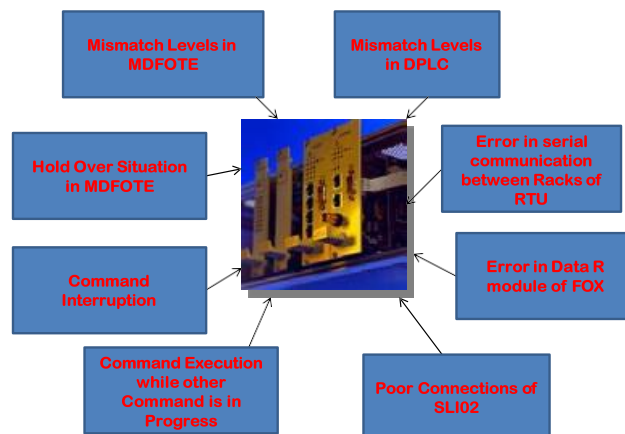 Mismatch Levels in
MDFOTE
Mismatch Levels
in DPLC
Hold Over Situation
in MDFOTE
Error in serial
communication
between Racks of
RTU
Command
Interruption
Error in Data R
module of FOX
Command Execution
while other
Command is in
Progress
Poor Connections of
SLI02